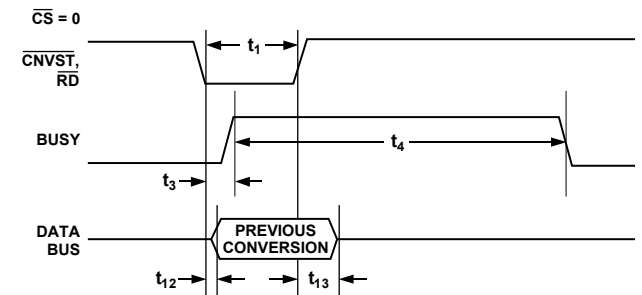 CS = 0
CNVST,
RD
t1
BUSY
t4
t3
DATA
BUS
PREVIOUS
CONVERSION
t12
t13